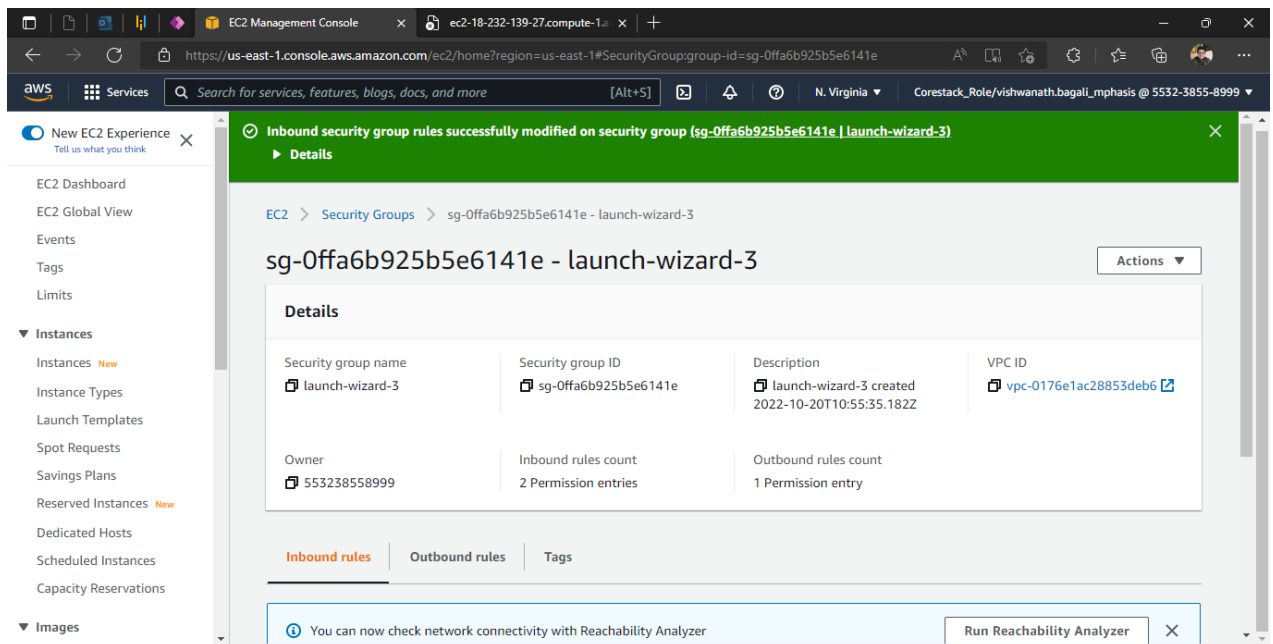 EC2 Management Console
ec2-18-232-139-27.compute-1.a
https://us-east-1.console.aws.amazon.com/ec2/home?region=us-east-1#SecurityGroup:group-id=sg-0ffa6b925b5e6141e
aws
Services
Search for services, features, blogs, docs, and more
[Alt+S]
N. Virginia
Corestack_Role/vishwanath.bagali_mphasis @ 5532-3855-8999
New EC2 Experience
Tell us what you think
EC2 Dashboard
EC2 Global View
Events
Tags
Limits
Instances
Instances New
Instance Types
Launch Templates
Spot Requests
Savings Plans
Reserved Instances New
Dedicated Hosts
Scheduled Instances
Capacity Reservations
Images
Inbound security group rules successfully modified on security group (sg-0ffa6b925b5e6141e | launch-wizard-3)
Details
EC2 > Security Groups > sg-0ffa6b925b5e6141e - launch-wizard-3
sg-0ffa6b925b5e6141e - launch-wizard-3
Actions
Details
Security group name
launch-wizard-3
Security group ID
sg-0ffa6b925b5e6141e
Description
launch-wizard-3 created
2022-10-20T10:55:35.182Z
VPC ID
vpc-0176e1ac28853deb6
Owner
553238558999
Inbound rules count
2 Permission entries
Outbound rules count
1 Permission entry
Inbound rules
Outbound rules
Tags
You can now check network connectivity with Reachability Analyzer
Run Reachability Analyzer